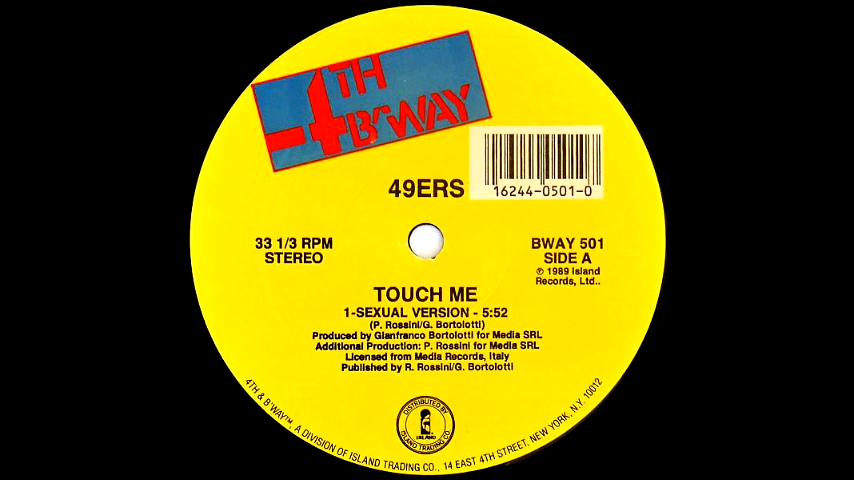 4TH
B'WAY
16244-0501-0
49ERS
33 1/3 RPM
STEREO
BWAY 501
SIDE A
℗ 1989 Island
Records, Ltd..
TOUCH ME
1-SEXUAL VERSION - 5:52
(P. Rossini/G. Bortolotti)
Produced by Gianfranco Bortolotti for Media SRL
Additional Production: P. Rossini for Media SRL
Licensed from Media Records, Italy
Published by R. Rossini/G. Bortolotti
DISTRIBUTED BY
ISLAND
ISLAND TRADING CO.
4TH & B'WAY™, A DIVISION OF ISLAND TRADING CO., 14 EAST 4TH STREET, NEW YORK, N.Y. 10012